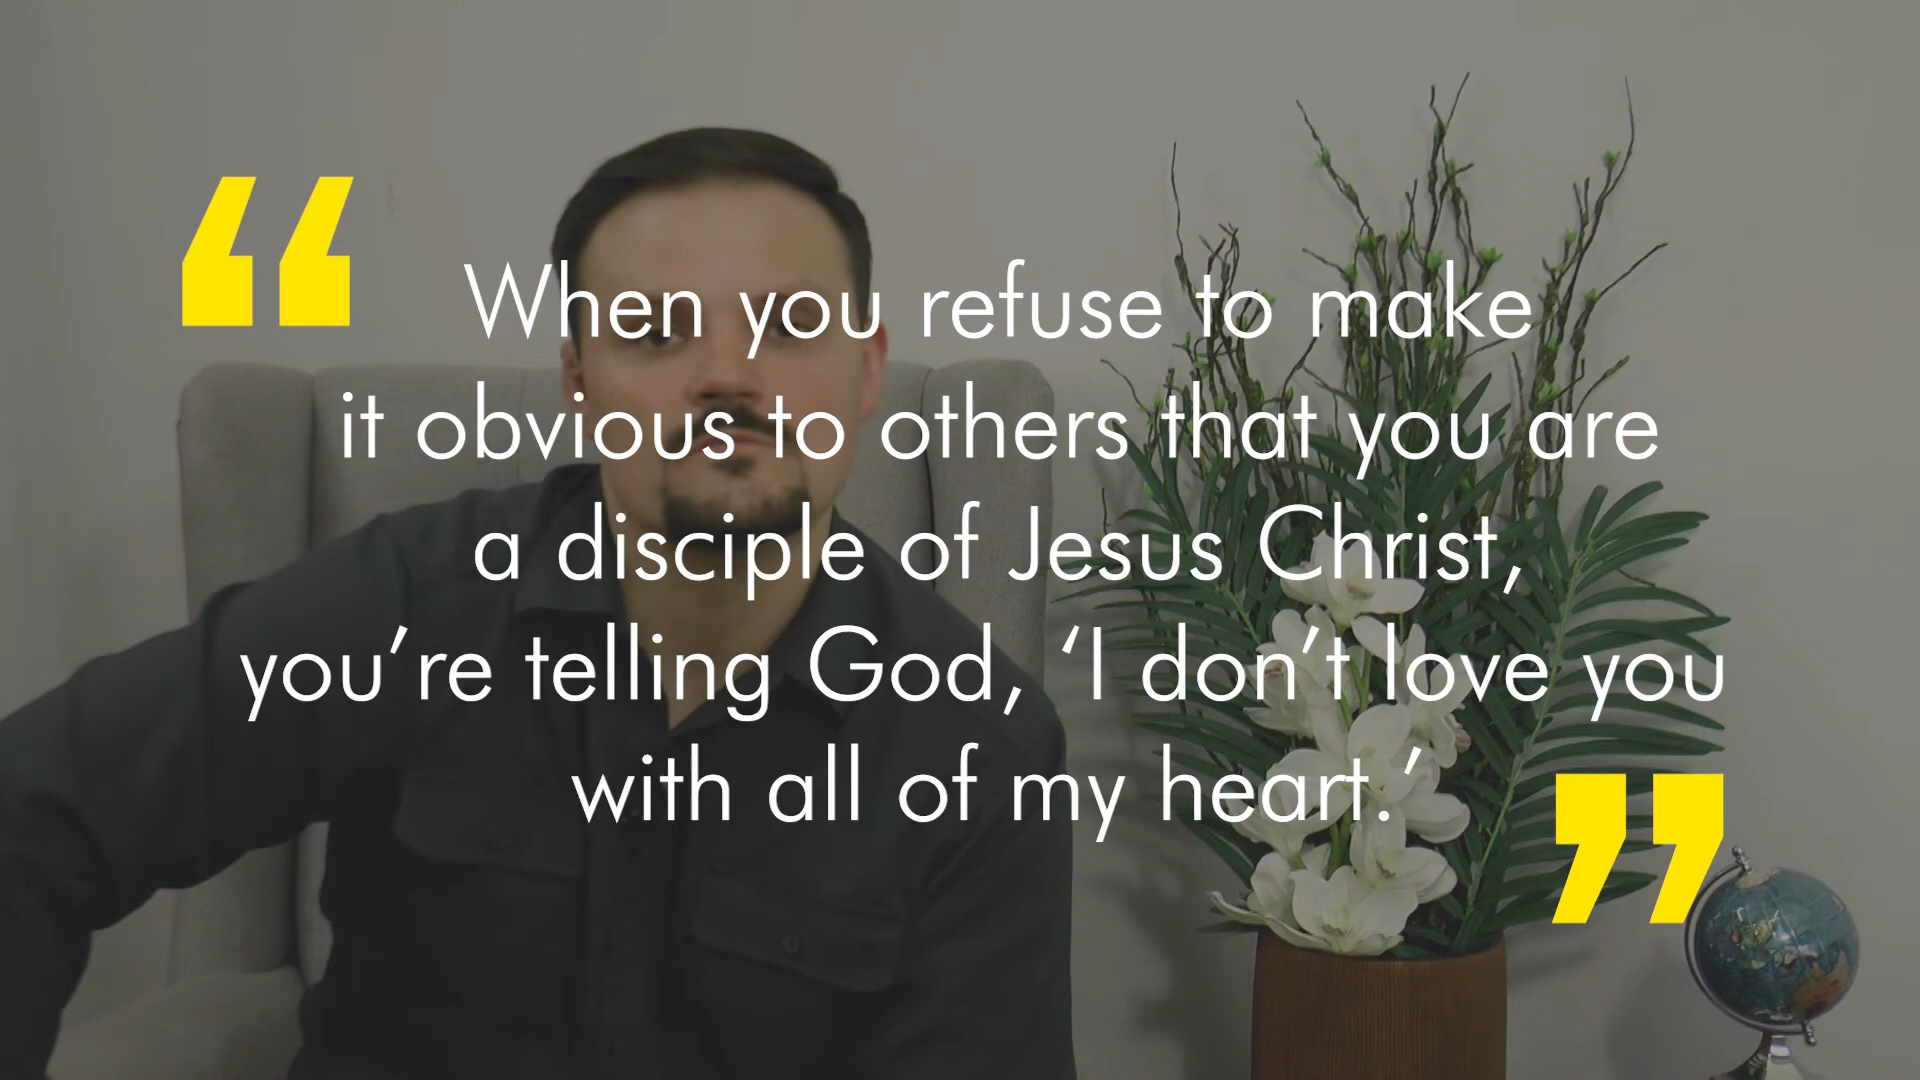 “ When you refuse to make
it obvious to others that you are
a disciple of Jesus Christ,
you’re telling God, ‘I don’t love you
with all of my heart.’ ”